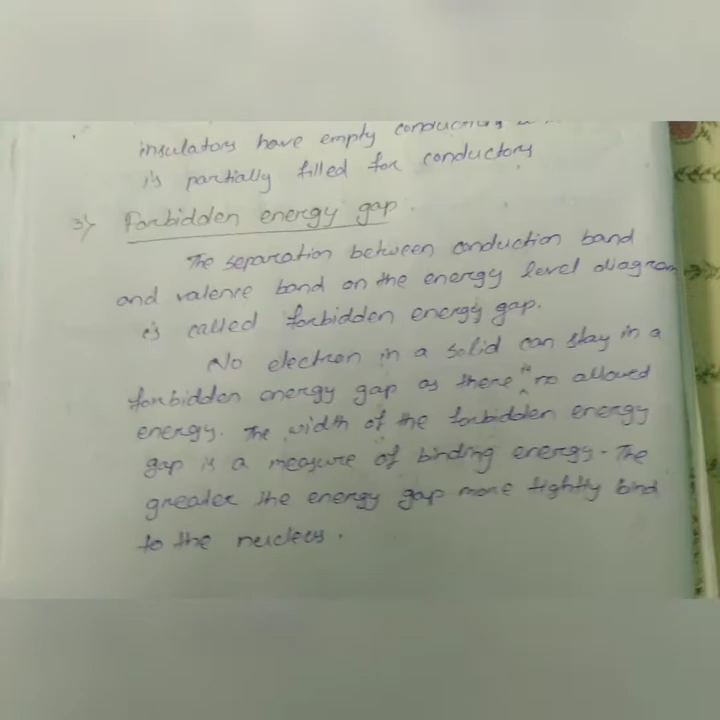 insulators have empty conducting
is partially filled for conductors
3) Forbidden energy gap.
The separation between conduction band
and valence band on the energy level diagram
is called forbidden energy gap.
No electron in a solid can stay in a
forbidden energy gap as there is no allowed
energy. The width of the forbidden energy
gap is a measure of binding energy. The
greater the energy gap more tightly bind
to the nucleus.